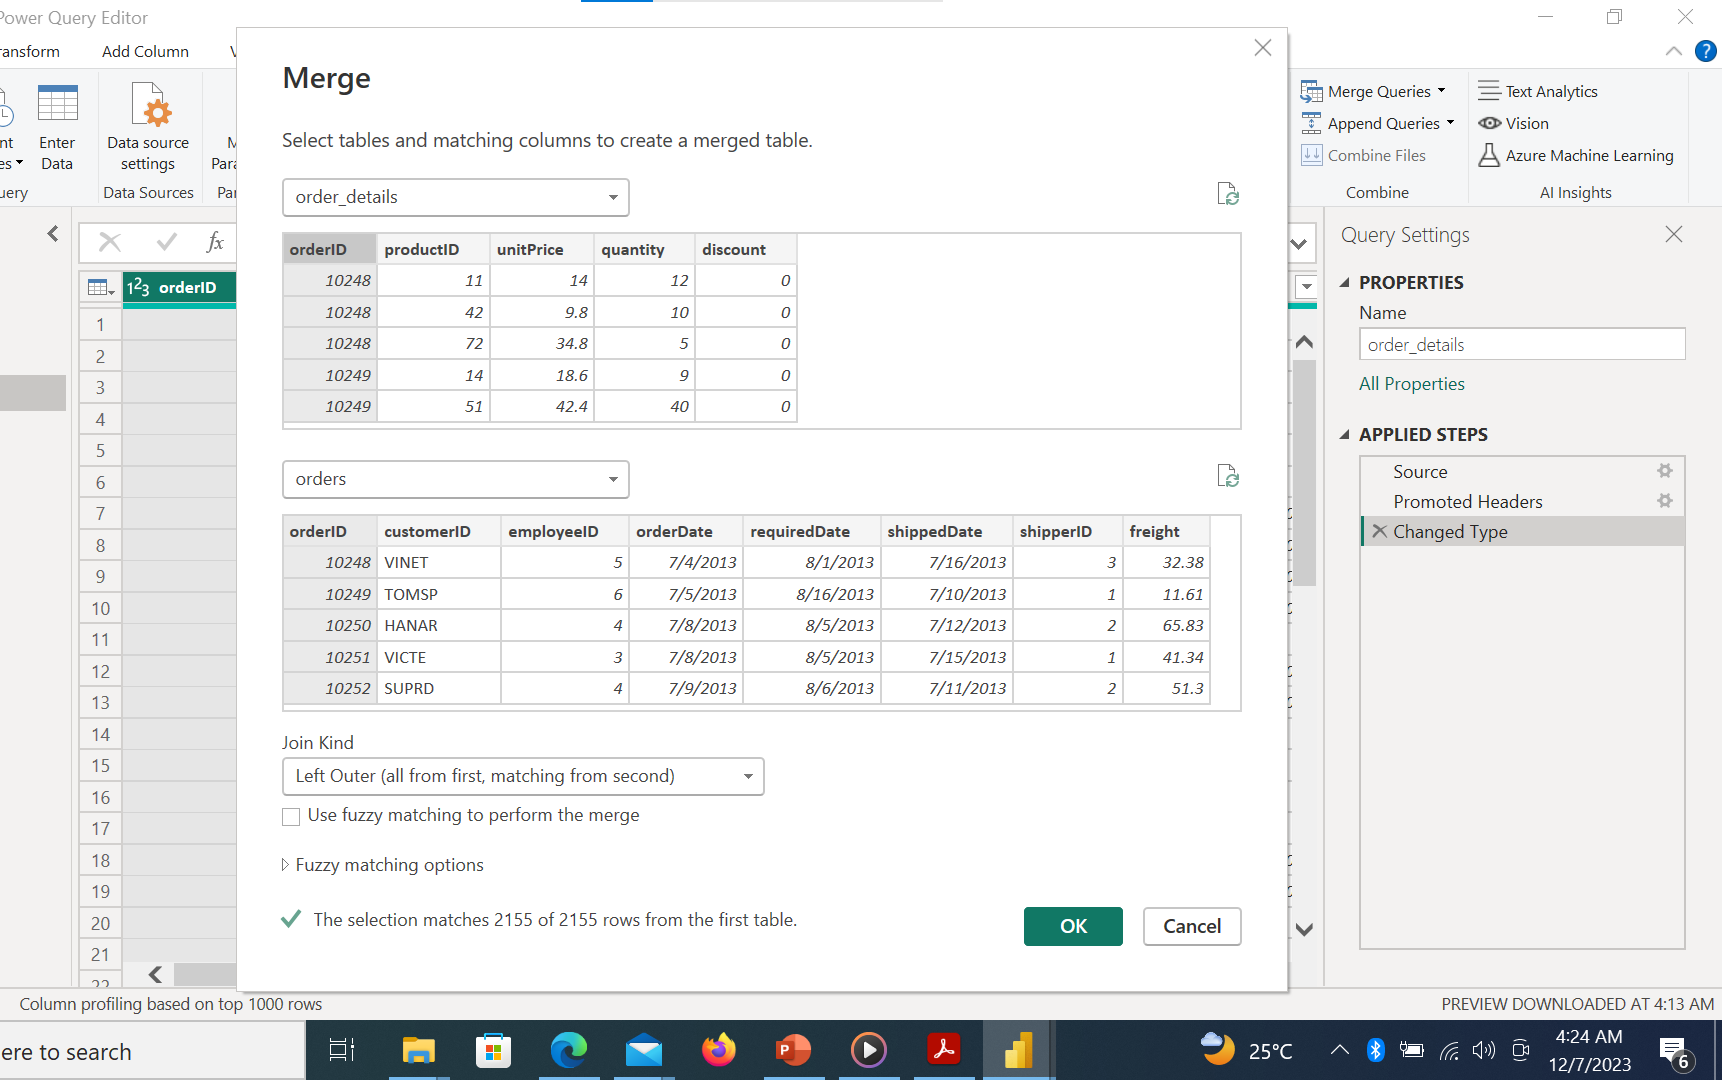 Power Query Editor
ransform Add Column
Merge
Select tables and matching columns to create a merged table.
order_details
orderID productID unitPrice quantity discount
10248 11 14 12 0
10248 42 9.8 10 0
10248 72 34.8 5 0
10249 14 18.6 9 0
10249 51 42.4 40 0
orders
orderID customerID employeeID orderDate requiredDate shippedDate shipperID freight
10248 VINET 5 7/4/2013 8/1/2013 7/16/2013 3 32.38
10249 TOMSP 6 7/5/2013 8/16/2013 7/10/2013 1 11.61
10250 HANAR 4 7/8/2013 8/5/2013 7/12/2013 2 65.83
10251 VICTE 3 7/8/2013 8/5/2013 7/15/2013 1 41.34
10252 SUPRD 4 7/9/2013 8/6/2013 7/11/2013 2 51.3
Join Kind
Left Outer (all from first, matching from second)
Use fuzzy matching to perform the merge
Fuzzy matching options
The selection matches 2155 of 2155 rows from the first table.
OK Cancel
nt
es
uery
Enter
Data
Data source
settings
Data Sources
M
Para
Par
fx
123 orderID
1
2
3
4
5
6
7
8
9
10
11
12
13
14
15
16
17
18
19
20
21
22
Merge Queries
Append Queries
Combine Files
Combine
Text Analytics
Vision
Azure Machine Learning
AI Insights
?
Query Settings
PROPERTIES
Name
order_details
All Properties
APPLIED STEPS
Source
Promoted Headers
Changed Type
Column profiling based on top 1000 rows
PREVIEW DOWNLOADED AT 4:13 AM
ere to search
P
25°C
4:24 AM
12/7/2023
6